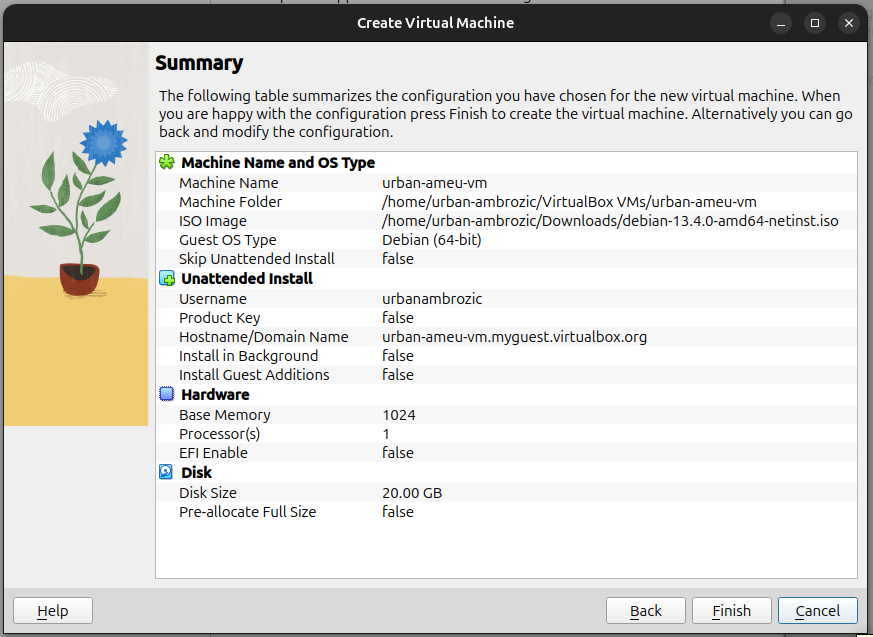 Create Virtual Machine
Summary
The following table summarizes the configuration you have chosen for the new virtual machine. When
you are happy with the configuration press Finish to create the virtual machine. Alternatively you can go
back and modify the configuration.
Machine Name and OS Type
Machine Name urban-ameu-vm
Machine Folder /home/urban-ambrozic/VirtualBox VMs/urban-ameu-vm
ISO Image /home/urban-ambrozic/Downloads/debian-13.4.0-amd64-netinst.iso
Guest OS Type Debian (64-bit)
Skip Unattended Install false
Unattended Install
Username urbanambrozic
Product Key false
Hostname/Domain Name urban-ameu-vm.myguest.virtualbox.org
Install in Background false
Install Guest Additions false
Hardware
Base Memory 1024
Processor(s) 1
EFI Enable false
Disk
Disk Size 20.00 GB
Pre-allocate Full Size false
Help Back Finish Cancel